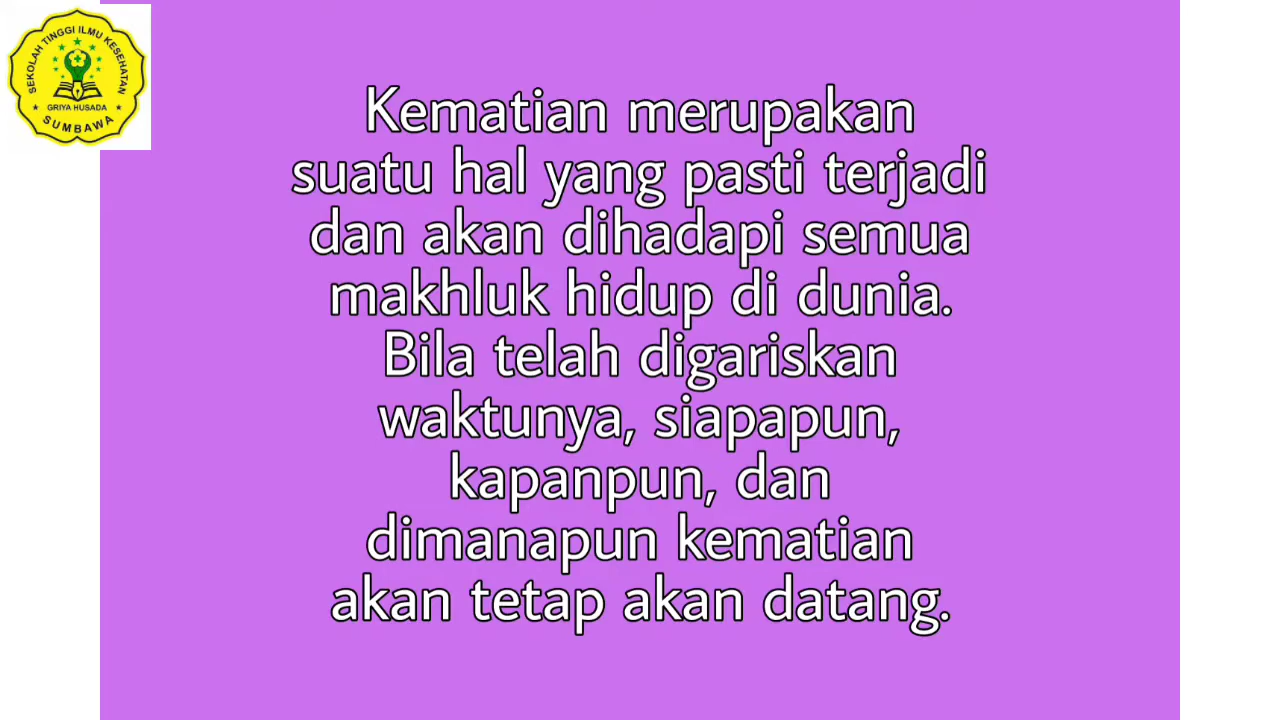 SEKOLAH TINGGI ILMU KESEHATAN
GRIYA HUSADA
SUMBAWA
Kematian merupakan
suatu hal yang pasti terjadi
dan akan dihadapi semua
makhluk hidup di dunia.
Bila telah digariskan
waktunya, siapapun,
kapanpun, dan
dimanapun kematian
akan tetap akan datang.